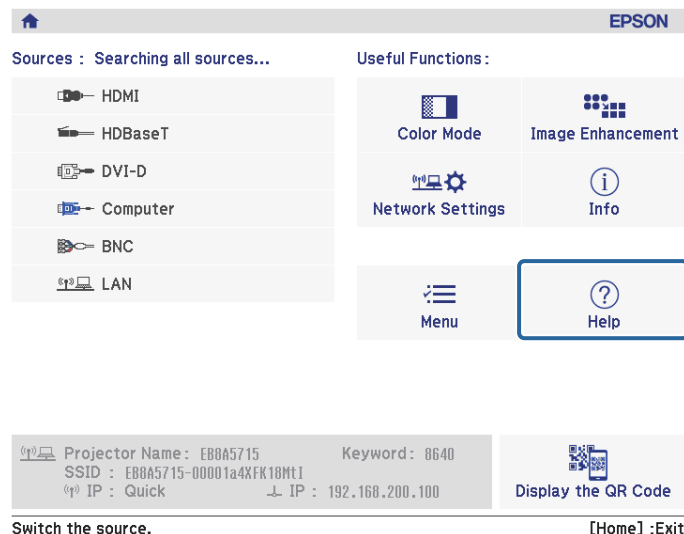 EPSON
Sources : Searching all sources...
HDMI
HDBaseT
DVI-D
Computer
BNC
LAN
Useful Functions :
Color Mode
Image Enhancement
Network Settings
Info
Menu
Help
Projector Name : EB8A5715 Keyword : 8640
SSID : EB8A5715-00001a4XFK18MtI
IP : Quick IP : 192.168.200.100
Display the QR Code
Switch the source. [Home] :Exit